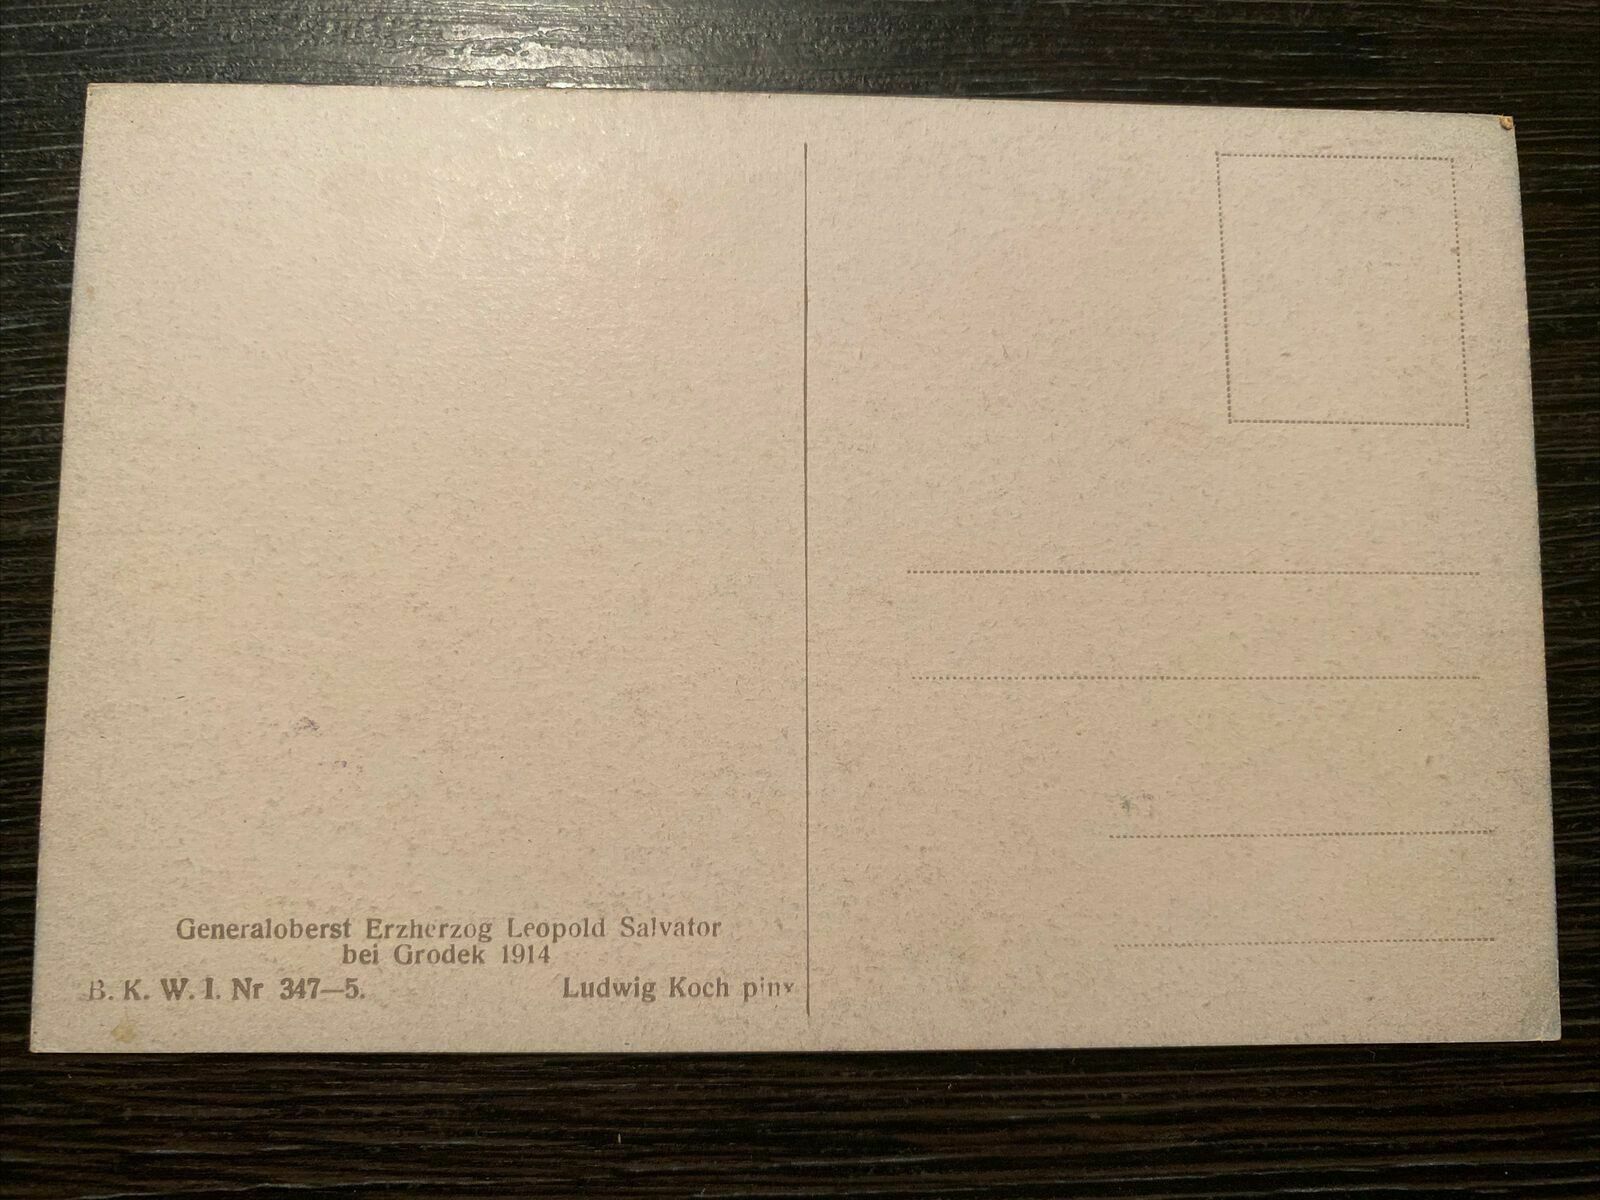 Generaloberst Erzherzog Leopold Salvator
bei Grodek 1914
B. K. W. I. Nr 347—5.
Ludwig Koch pinx